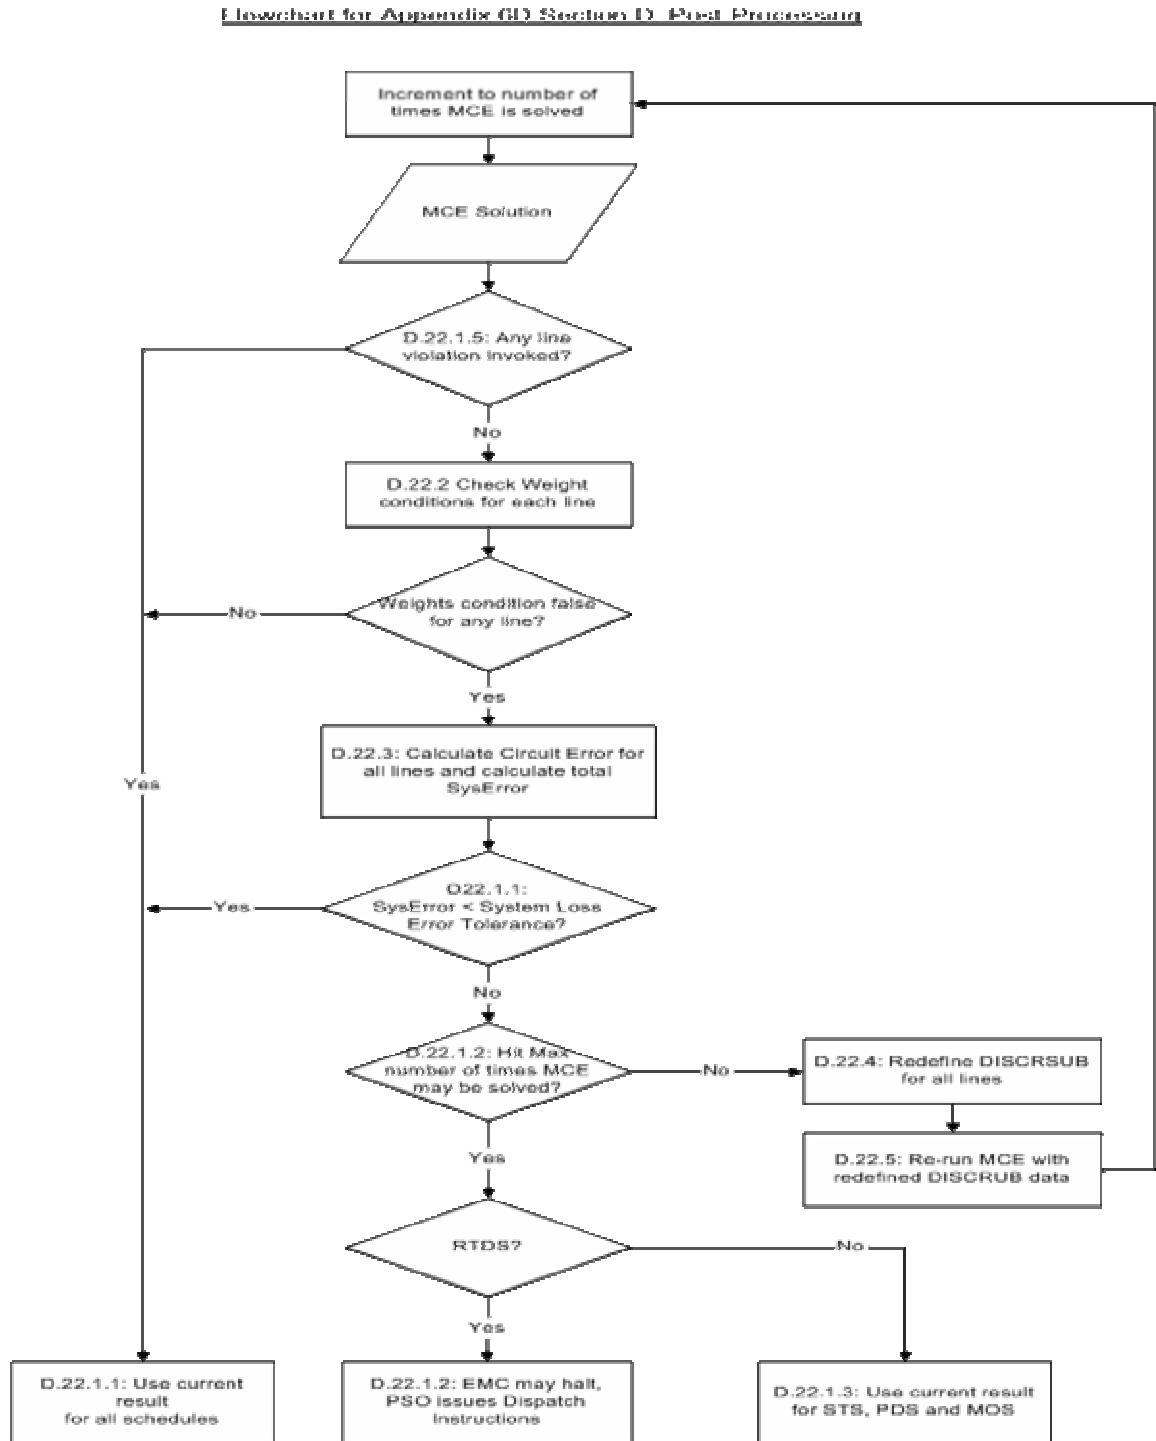 Flowchart for Appendix 6D Section D: Post Processing
Increment to number of
times MCE is solved
MCE Solution
D.22.1.5: Any line
violation invoked?
No
D.22.2 Check Weight
conditions for each line
Weights condition false
for any line?
No
Yes
D.22.3: Calculate Circuit Error for
all lines and calculate total
SysError
Yes
D22.1.1:
SysError < System Loss
Error Tolerance?
Yes
No
D.22.1.2: Hit Max
number of times MCE
may be solved?
No
D.22.4: Redefine DISCRSUB
for all lines
Yes
D.22.5: Re-run MCE with
redefined DISCRUB data
RTDS?
No
Yes
D.22.1.1: Use current
result
for all schedules
D.22.1.2: EMC may halt,
PSO issues Dispatch
Instructions
D.22.1.3: Use current result
for STS, PDS and MOS